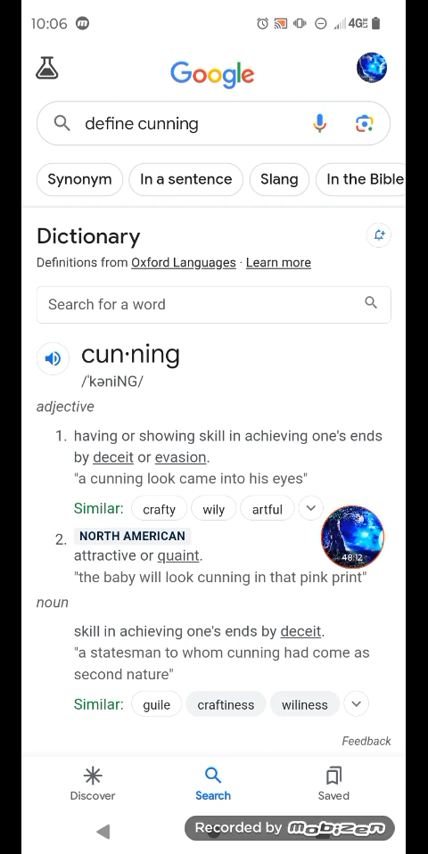 10:06
4G
Google
define cunning
Synonym
In a sentence
Slang
In the Bible
Dictionary
Definitions from Oxford Languages · Learn more
Search for a word
cun·ning
/ˈkəniNG/
adjective
1. having or showing skill in achieving one's ends
by deceit or evasion.
"a cunning look came into his eyes"
Similar: crafty wily artful
2. NORTH AMERICAN
attractive or quaint.
"the baby will look cunning in that pink print"
48:12
noun
skill in achieving one's ends by deceit.
"a statesman to whom cunning had come as
second nature"
Similar: guile craftiness wiliness
Feedback
Discover
Search
Saved
Recorded by mobizen